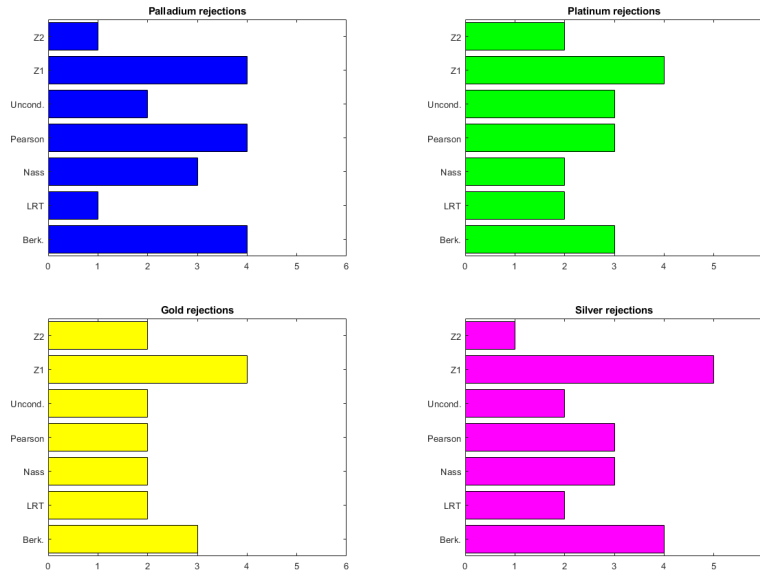 Palladium rejections
Z2
Z1
Uncond.
Pearson
Nass
LRT
Berk.
0 1 2 3 4 5 6
Platinum rejections
Z2
Z1
Uncond.
Pearson
Nass
LRT
Berk.
0 1 2 3 4 5
Gold rejections
Z2
Z1
Uncond.
Pearson
Nass
LRT
Berk.
0 1 2 3 4 5 6
Silver rejections
Z2
Z1
Uncond.
Pearson
Nass
LRT
Berk.
0 1 2 3 4 5